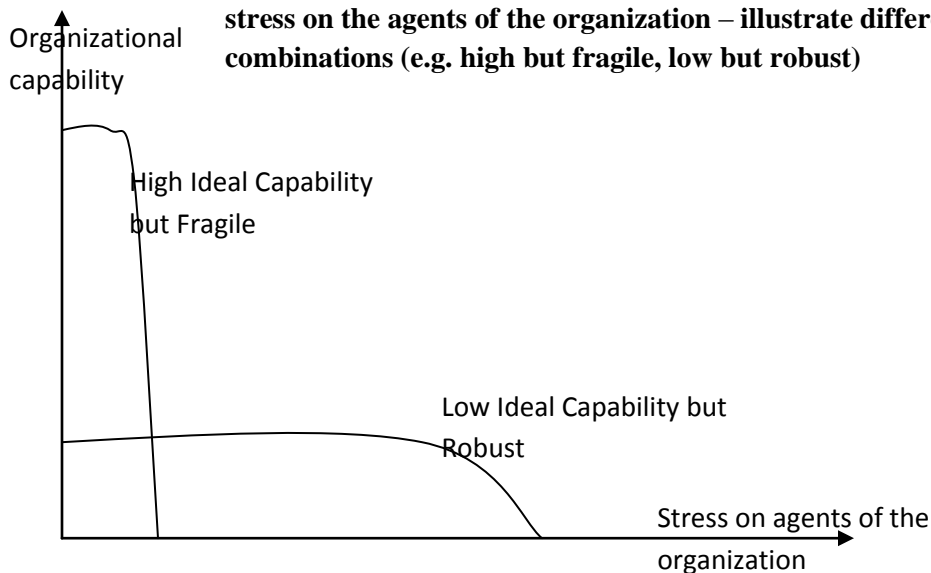 stress on the agents of the organization – illustrate differ
combinations (e.g. high but fragile, low but robust)
Organizational
capability
High Ideal Capability
but Fragile
Low Ideal Capability but
Robust
Stress on agents of the
organization